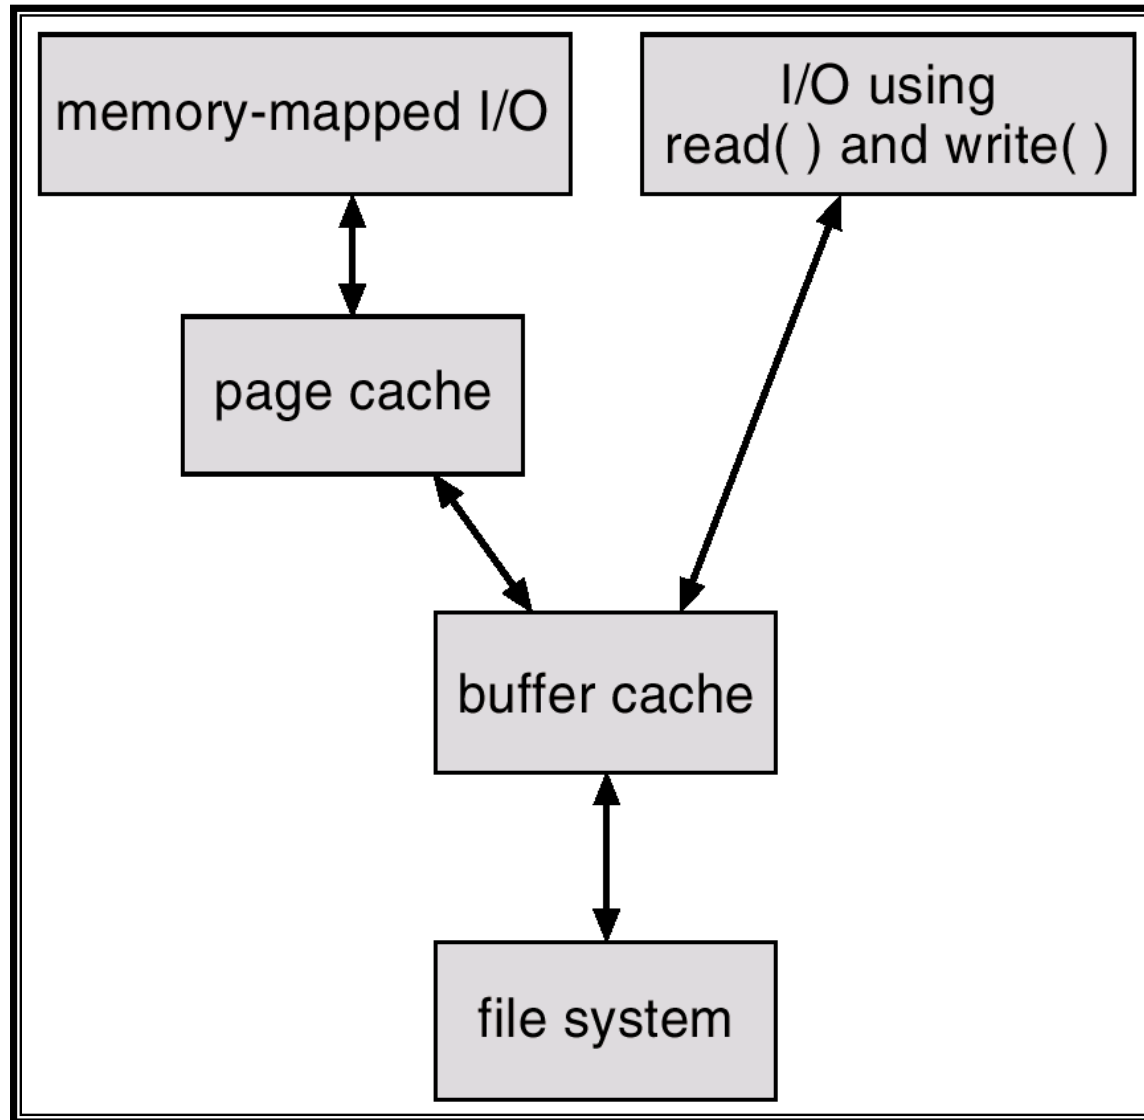 memory-mapped I/O
I/O using
read( ) and write( )
page cache
buffer cache
file system